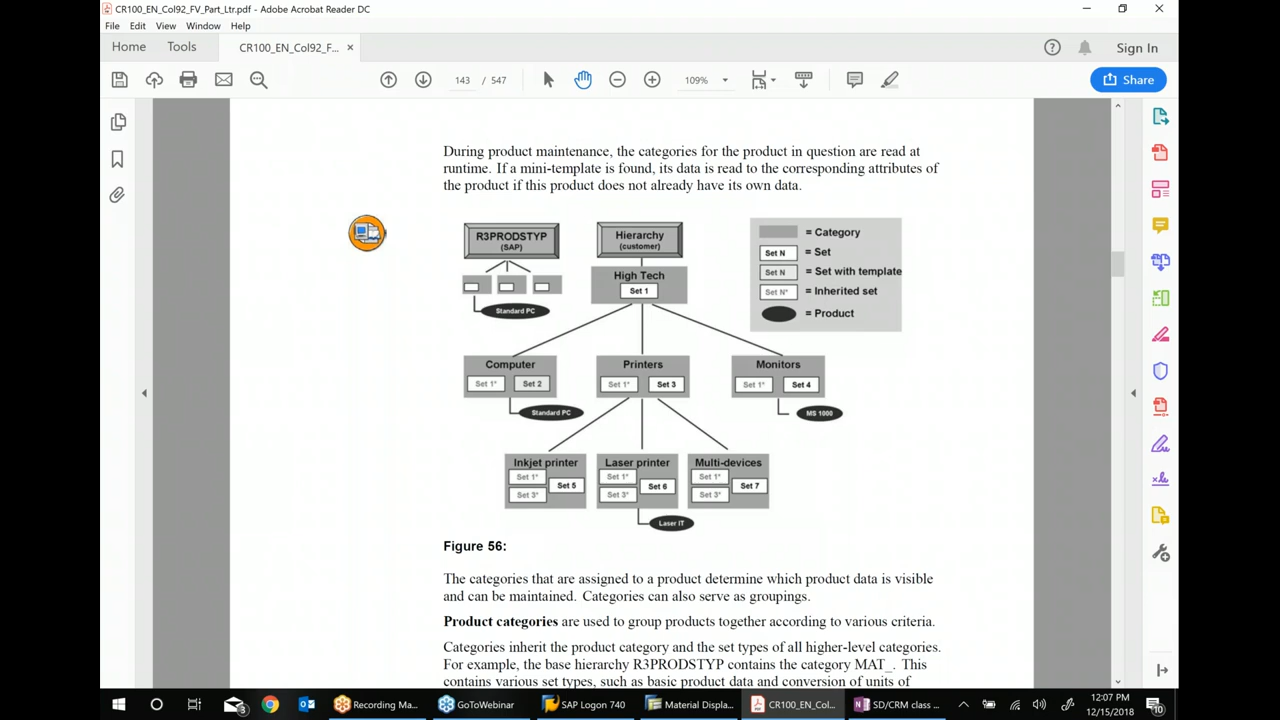 CR100_EN_Col92_FV_Part_Ltr.pdf - Adobe Acrobat Reader DC
File Edit View Window Help
Home Tools CR100_EN_Col92_F... × Sign In
143 / 547 109% Share
During product maintenance, the categories for the product in question are read at
runtime. If a mini-template is found, its data is read to the corresponding attributes of
the product if this product does not already have its own data.
R3PRODSTYP
(SAP)
Standard PC
Hierarchy
(customer)
High Tech
Set 1
= Category
Set N = Set
Set N = Set with template
Set N* = Inherited set
= Product
Computer
Set 1* Set 2
Standard PC
Printers
Set 1* Set 3
Monitors
Set 1* Set 4
MS 1000
Inkjet printer
Set 1*
Set 3*
Set 5
Laser printer
Set 1*
Set 3*
Set 6
Laser IT
Multi-devices
Set 1*
Set 3*
Set 7
Figure 56:
The categories that are assigned to a product determine which product data is visible
and can be maintained. Categories can also serve as groupings.
Product categories are used to group products together according to various criteria.
Categories inherit the product category and the set types of all higher-level categories.
For example, the base hierarchy R3PRODSTYP contains the category MAT_. This
contains various set types, such as basic product data and conversion of units of
Recording Ma... GoToWebinar SAP Logon 740 Material Displa... CR100_EN_Col... SD/CRM class ...
12:07 PM
12/15/2018
10